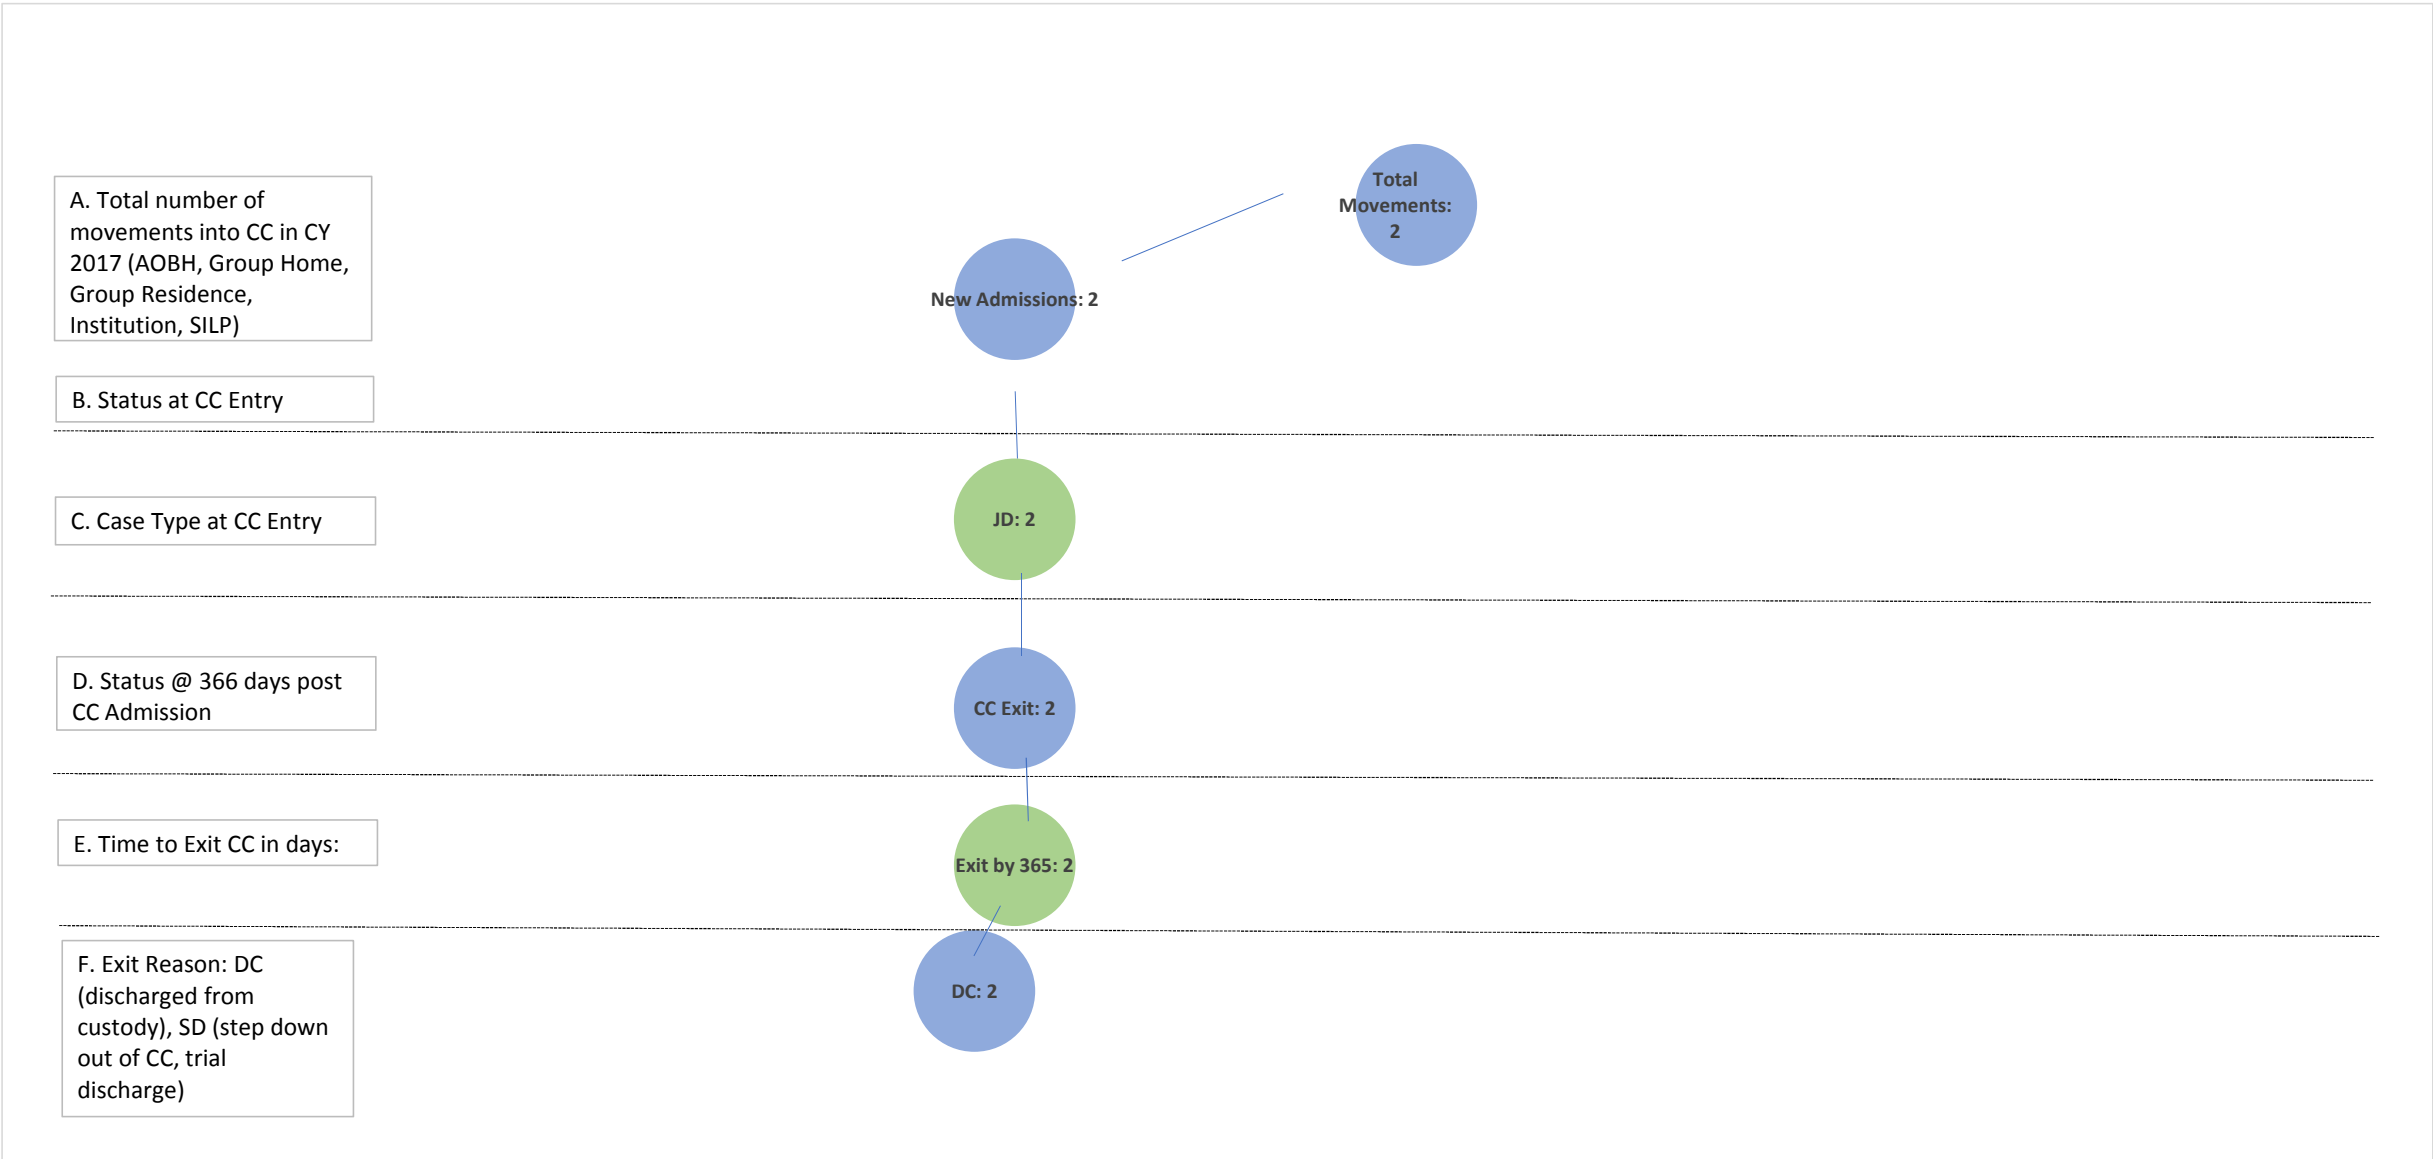 A. Total number of
movements into CC in CY
2017 (AOBH, Group Home,
Group Residence,
Institution, SILP)
Total
Movements:
2
New Admissions: 2
B. Status at CC Entry
C. Case Type at CC Entry
JD: 2
D. Status @ 366 days post
CC Admission
CC Exit: 2
E. Time to Exit CC in days:
Exit by 365: 2
F. Exit Reason: DC
(discharged from
custody), SD (step down
out of CC, trial
discharge)
DC: 2